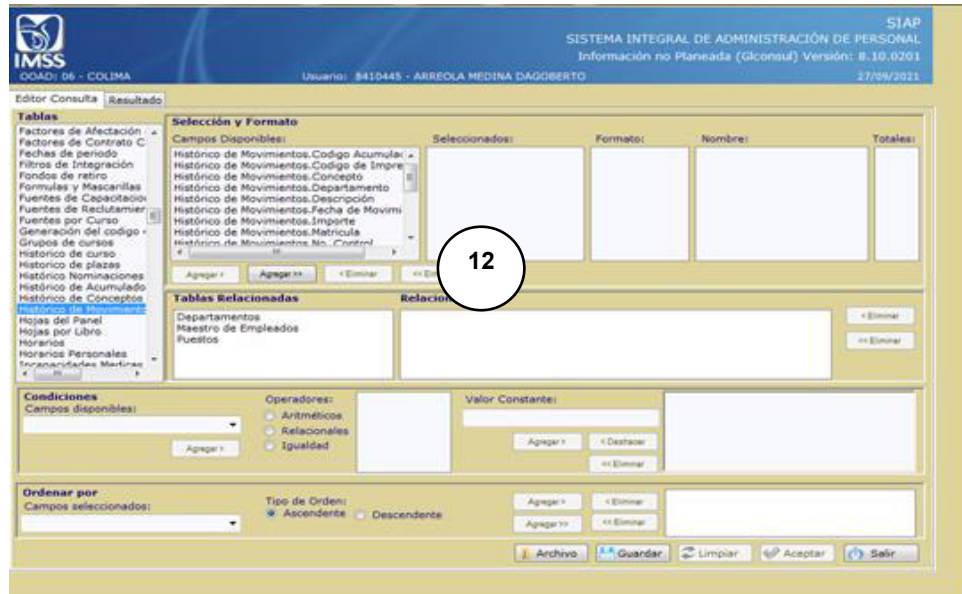 SIAP
SISTEMA INTEGRAL DE ADMINISTRACIÓN DE PERSONAL
IMSS
Información no Planeada (Glconsul) Versión: 8.10.0201
OOAD: 06 - COLIMA
Usuario: 8410445 - ARREOLA MEDINA DAGOBERTO
27/09/2021
Editor Consulta
Resultado
Tablas
Factores de Afectación
Factores de Contrato C
Fechas de periodo
Filtros de Integración
Fondos de retiro
Formulas y Mascarillas
Fuentes de Capacitacion
Fuentes de Reclutamier
Fuentes por Curso
Generación del codigo
Grupos de cursos
Historico de curso
Historico de plazas
Histórico Nominaciones
Histórico de Acumulado
Histórico de Conceptos
Histórico de Movimiento
Hojas del Panel
Hojas por Libro
Horarios
Horarios Personales
Incapacidades Medicas
Selección y Formato
Campos Disponibles:
Seleccionados:
Formato:
Nombre:
Totales:
Histórico de Movimientos.Codigo Acumulac
Histórico de Movimientos.Codigo de Impre
Histórico de Movimientos.Concepto
Histórico de Movimientos.Departamento
Histórico de Movimientos.Descripción
Histórico de Movimientos.Fecha de Movimi
Histórico de Movimientos.Importe
Histórico de Movimientos.Matricula
Histórico de Movimientos.No. Control
Agregar >
Agregar >>
< Eliminar
12
Tablas Relacionadas
Departamentos
Maestro de Empleados
Puestos
< Eliminar
<< Eliminar
Condiciones
Campos disponibles:
Agregar >
Operadores:
Aritméticos
Relacionales
Igualdad
Valor Constante:
Agregar >
< Deshacer
<< Eliminar
Ordenar por
Campos seleccionados:
Tipo de Orden:
Ascendente
Descendente
Agregar >
< Eliminar
Agregar >>
<< Eliminar
Archivo
Guardar
Limpiar
Aceptar
Salir